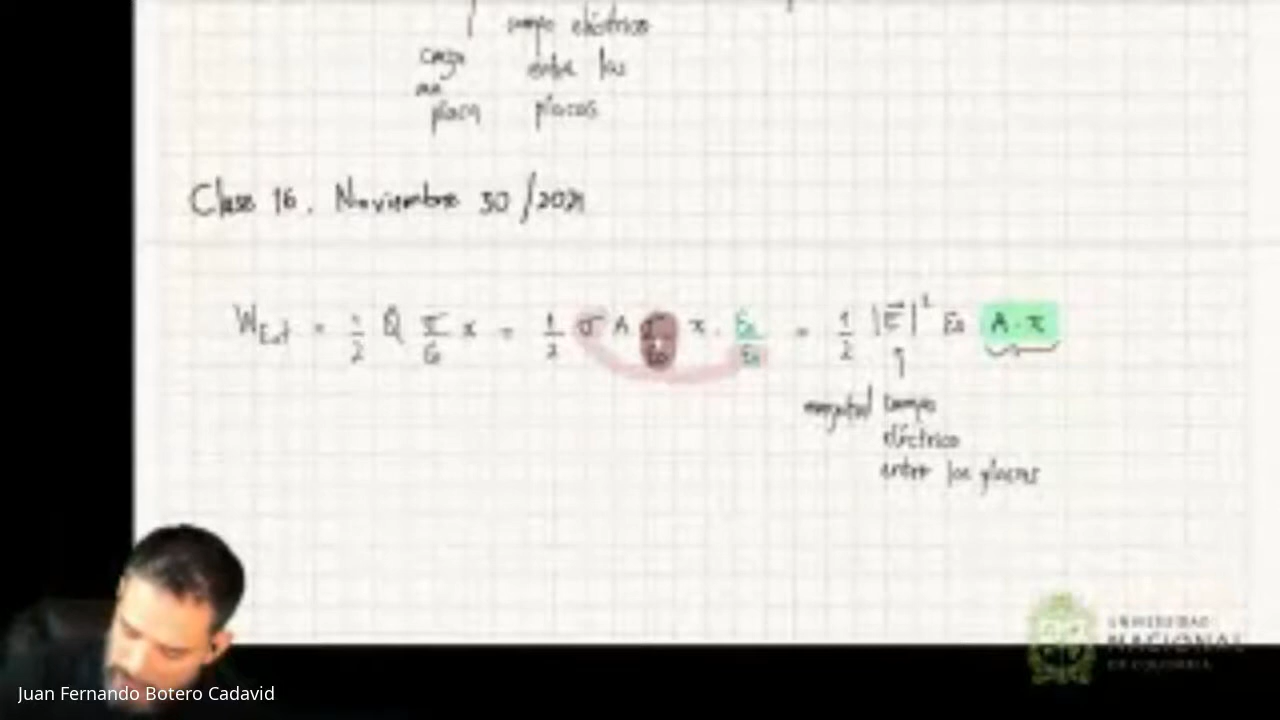 campo eléctrico
carga entre las
una
placa placas
Clase 16. Noviembre 30/2021
W_Ext = 1/2 Q σ/ε₀ x = 1/2 σ A σ/ε₀ x · ε₀/ε₀ = 1/2 |E⃗|² ε₀ A · x
magnitud campo
eléctrico
entre las placas
UNIVERSIDAD
NACIONAL
DE COLOMBIA
Juan Fernando Botero Cadavid